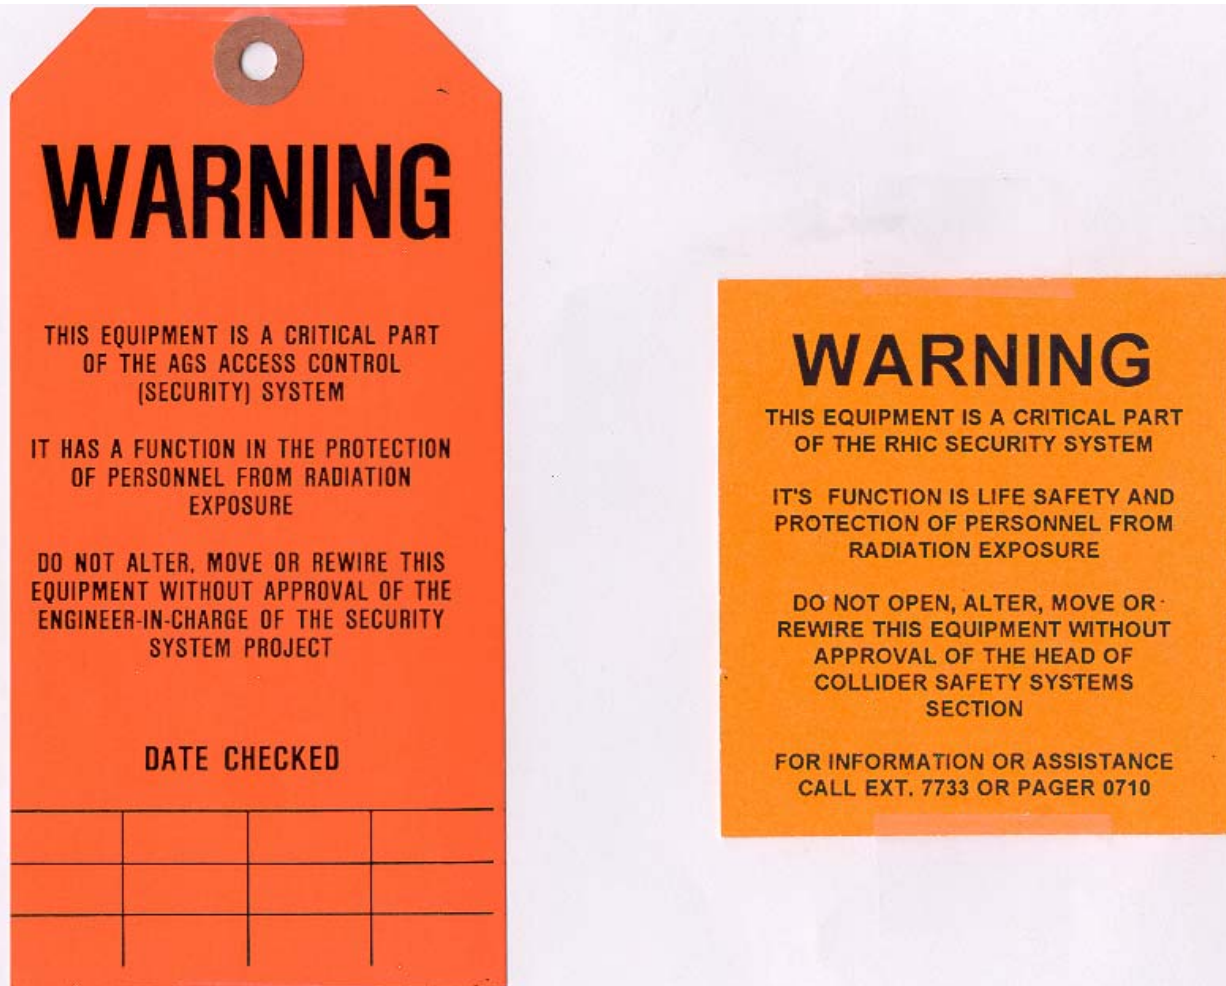 WARNING
THIS EQUIPMENT IS A CRITICAL PART
OF THE AGS ACCESS CONTROL
(SECURITY) SYSTEM
IT HAS A FUNCTION IN THE PROTECTION
OF PERSONNEL FROM RADIATION
EXPOSURE
DO NOT ALTER, MOVE OR REWIRE THIS
EQUIPMENT WITHOUT APPROVAL OF THE
ENGINEER-IN-CHARGE OF THE SECURITY
SYSTEM PROJECT
DATE CHECKED
WARNING
THIS EQUIPMENT IS A CRITICAL PART
OF THE RHIC SECURITY SYSTEM
IT'S FUNCTION IS LIFE SAFETY AND
PROTECTION OF PERSONNEL FROM
RADIATION EXPOSURE
DO NOT OPEN, ALTER, MOVE OR
REWIRE THIS EQUIPMENT WITHOUT
APPROVAL OF THE HEAD OF
COLLIDER SAFETY SYSTEMS
SECTION
FOR INFORMATION OR ASSISTANCE
CALL EXT. 7733 OR PAGER 0710